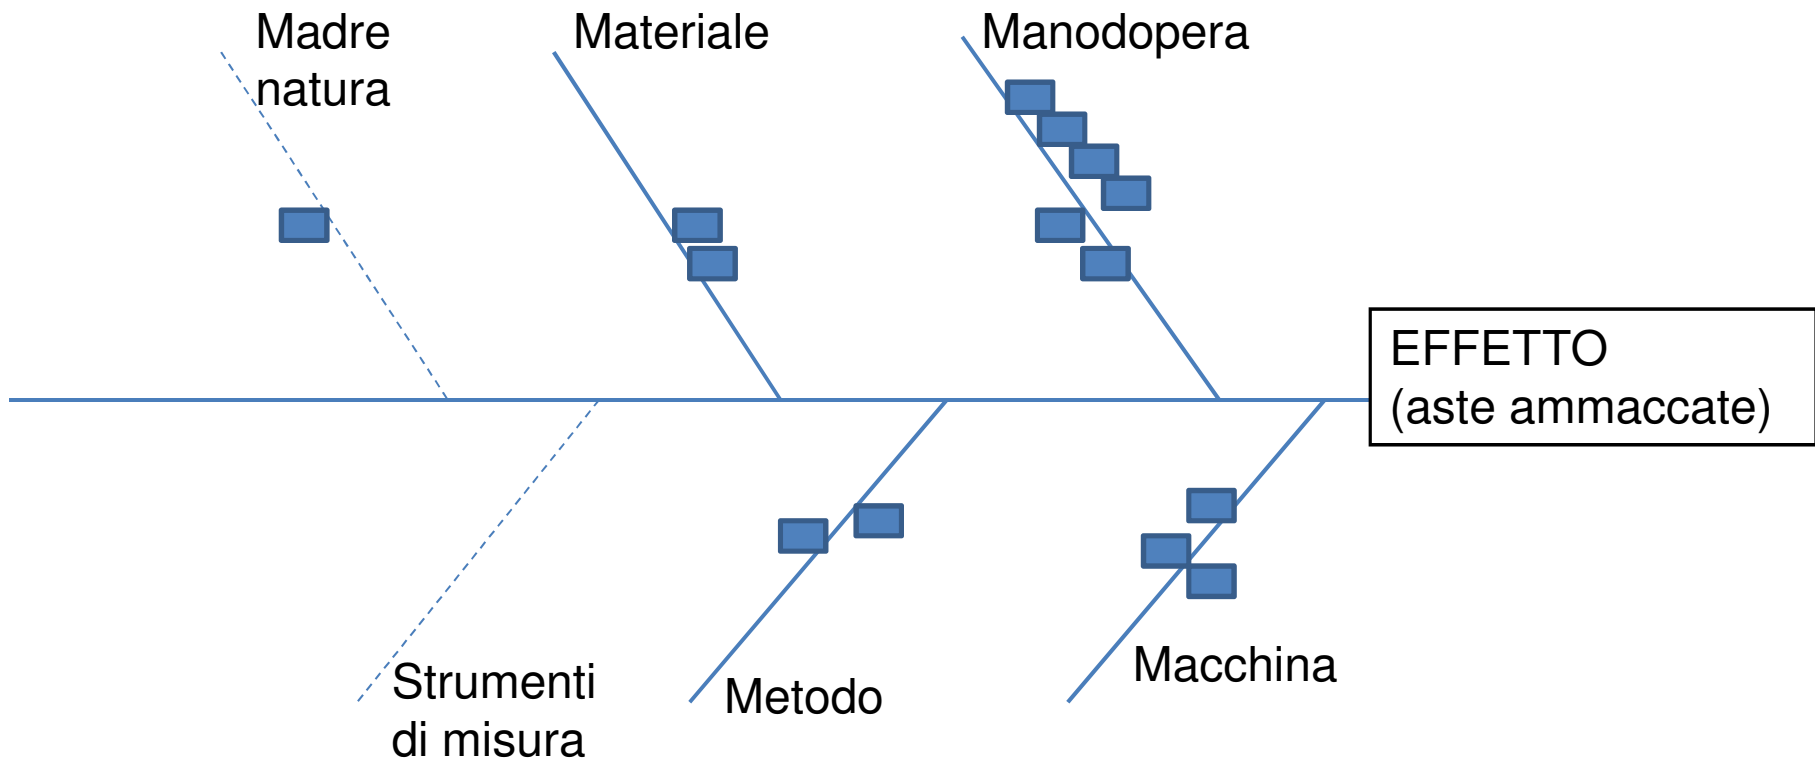 Madre
natura
Materiale
Manodopera
EFFETTO
(aste ammaccate)
Strumenti
di misura
Metodo
Macchina